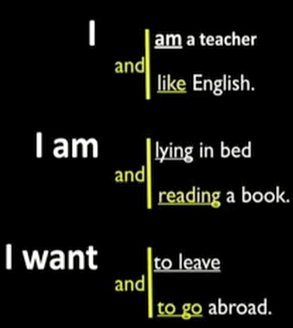 I am a teacher
and like English.
I am lying in bed
and reading a book.
I want to leave
and to go abroad.